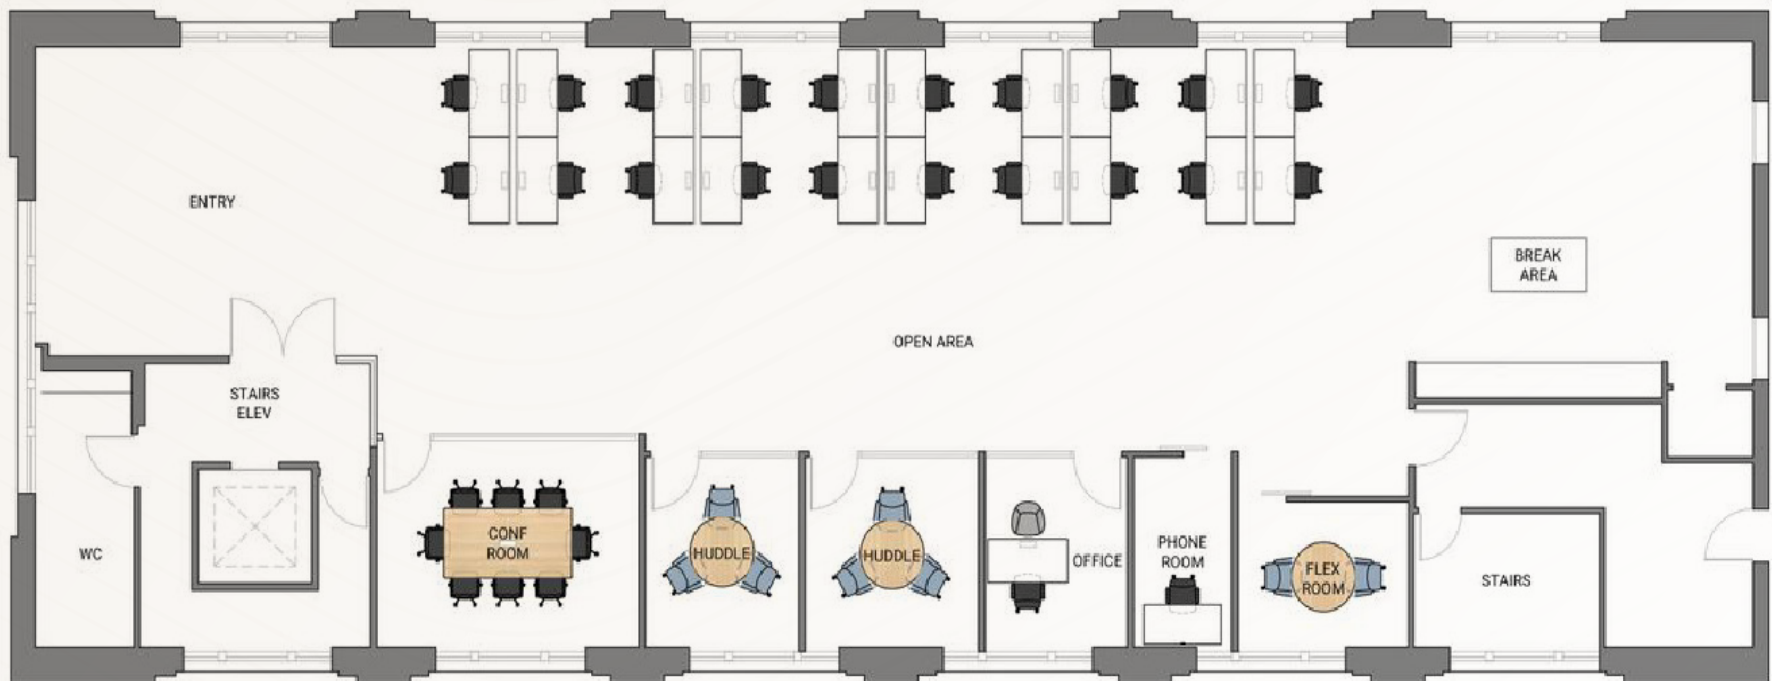 ENTRY
BREAK
AREA
OPEN AREA
STAIRS
ELEV
WC
CONF
ROOM
HUDDLE
HUDDLE
OFFICE
PHONE
ROOM
FLEX
ROOM
STAIRS